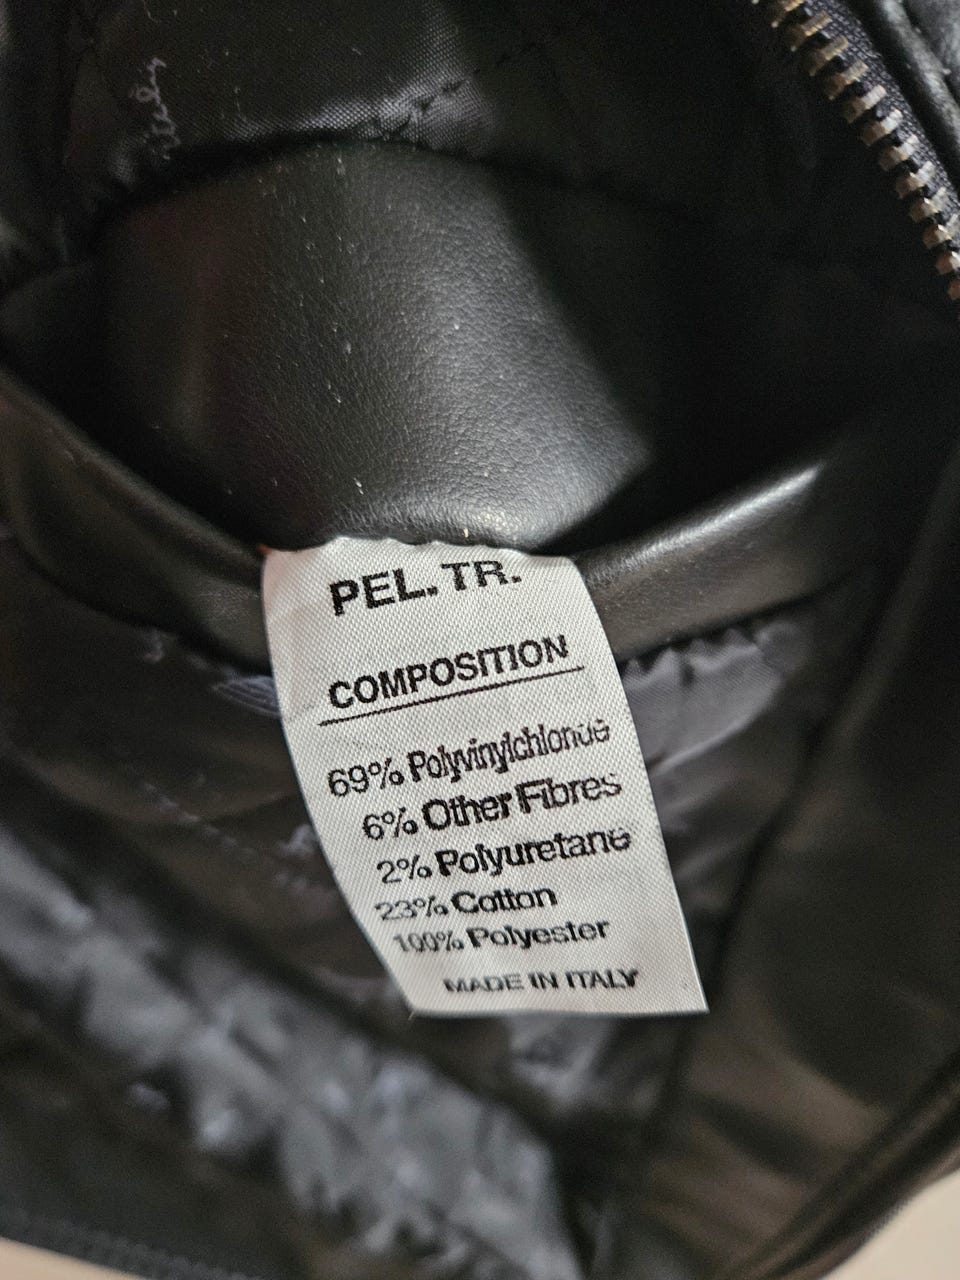 PEL. TR.
COMPOSITION
69% Polyvinylchloride
6% Other Fibres
2% Polyuretane
23% Cotton
100% Polyester
MADE IN ITALY